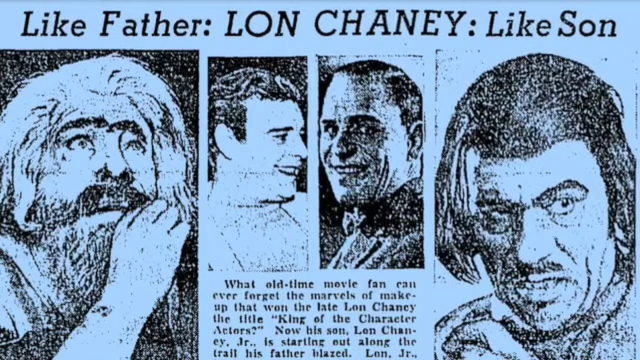 Like Father: LON CHANEY: Like Son
What old-time movie fan can
ever forget the marvels of make-
up that won the late Lon Chaney
the title "King of the Character
Actors?" Now his son, Lon Chan-
ey, Jr., is starting out along the
trail his father blazed. Lon, Jr.,